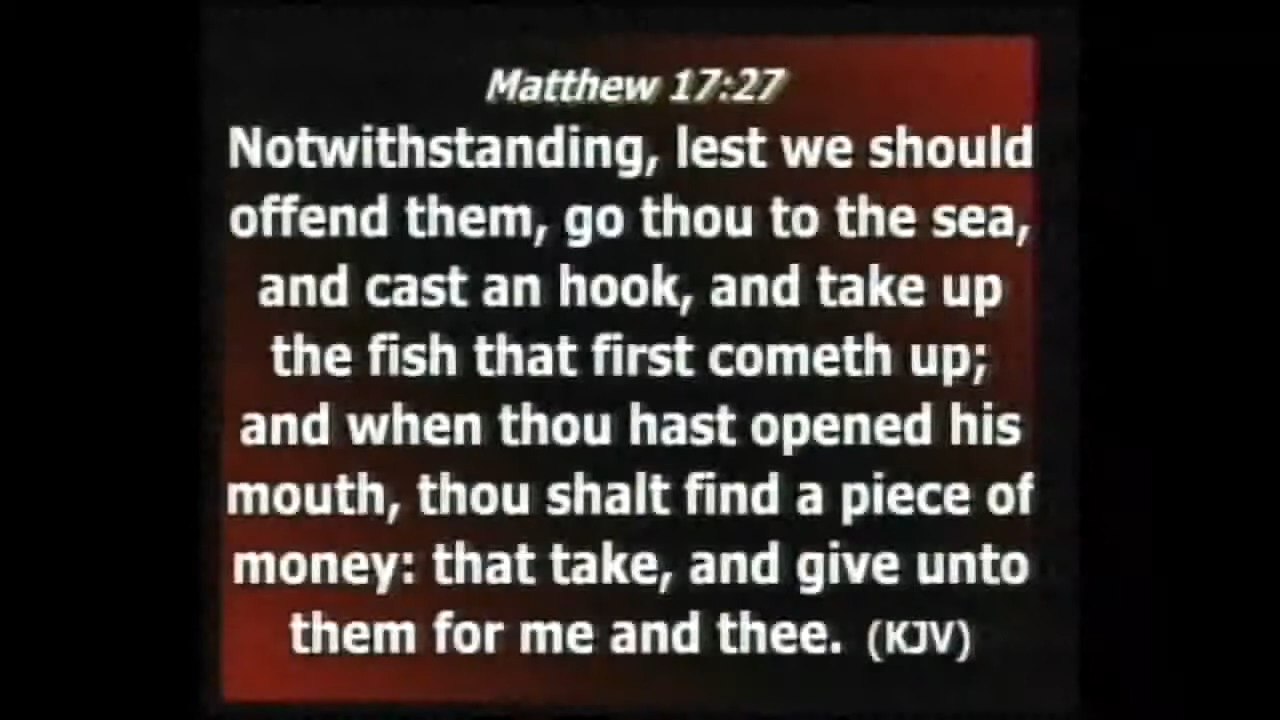 Matthew 17:27
Notwithstanding, lest we should
offend them, go thou to the sea,
and cast an hook, and take up
the fish that first cometh up;
and when thou hast opened his
mouth, thou shalt find a piece of
money: that take, and give unto
them for me and thee. (KJV)